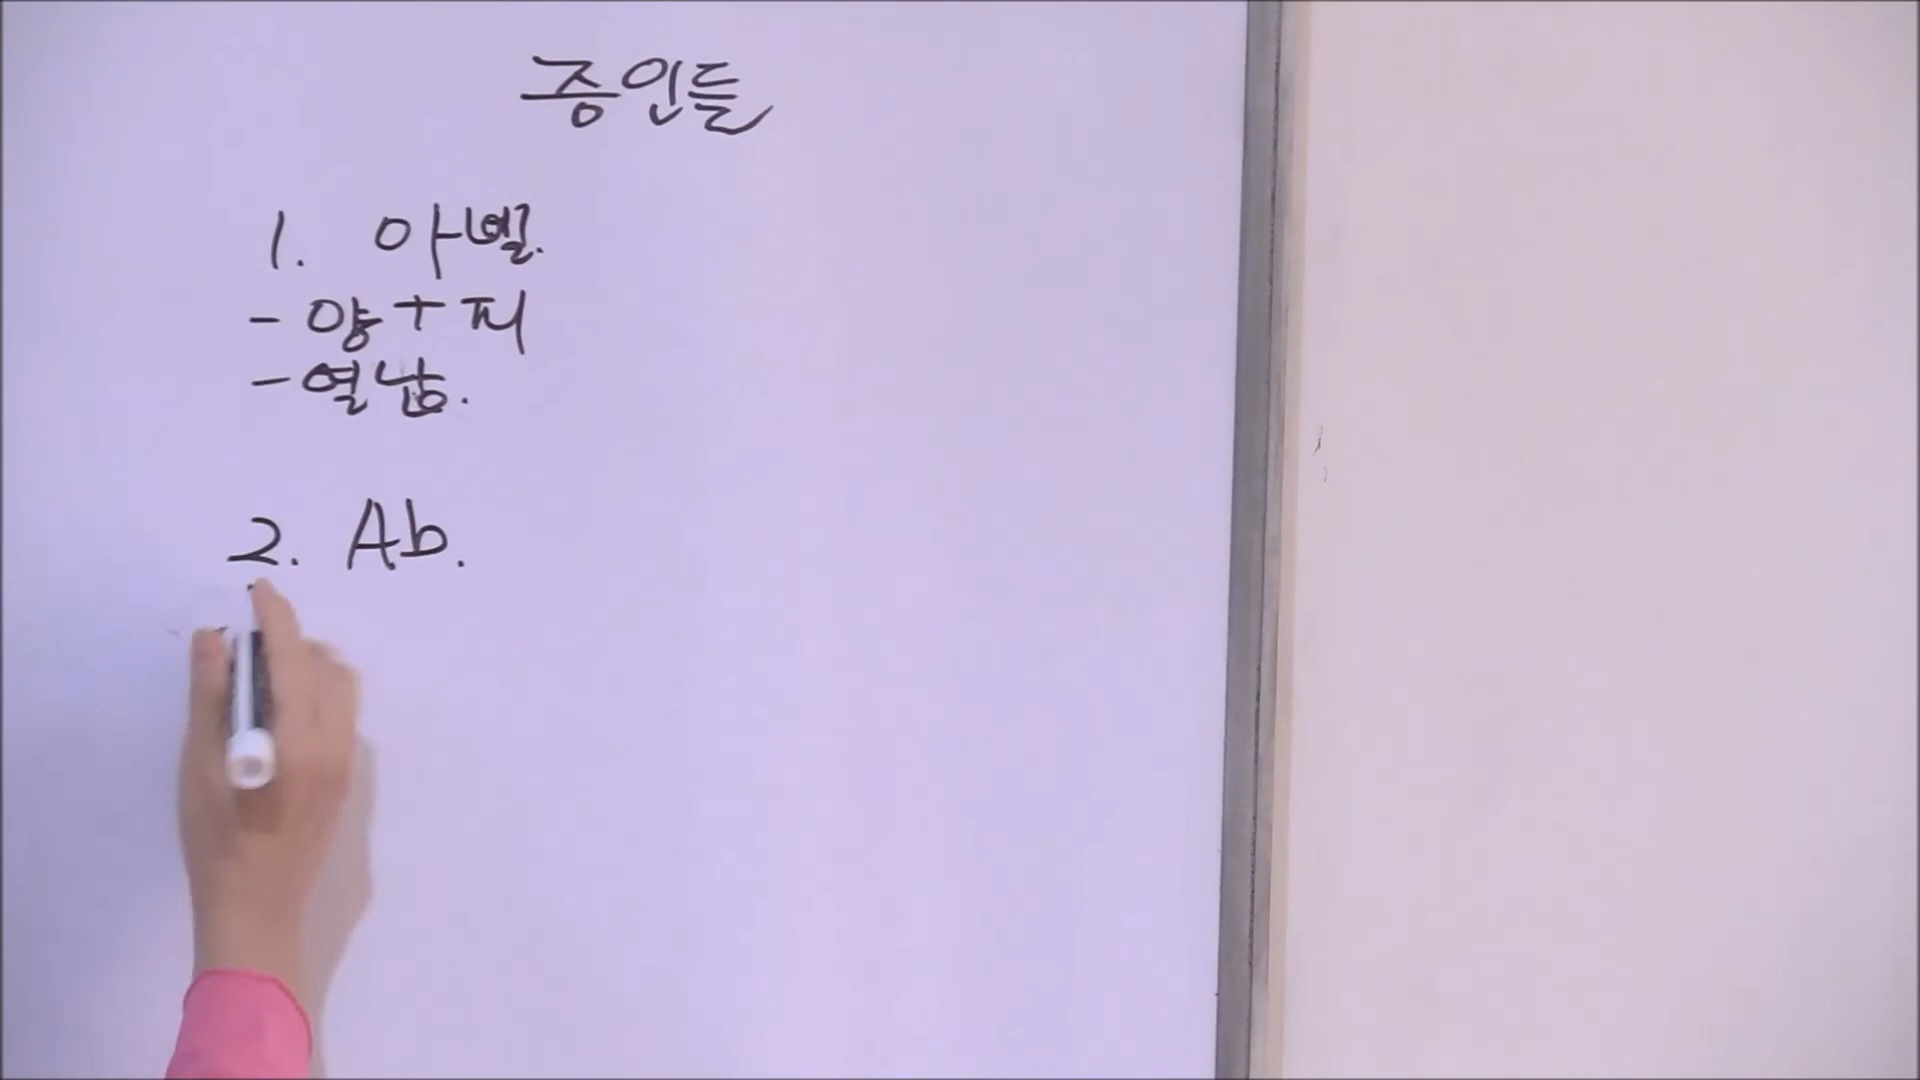 증인들
1. 아벨.
- 양 + 피
- 열납.
2. Ab.